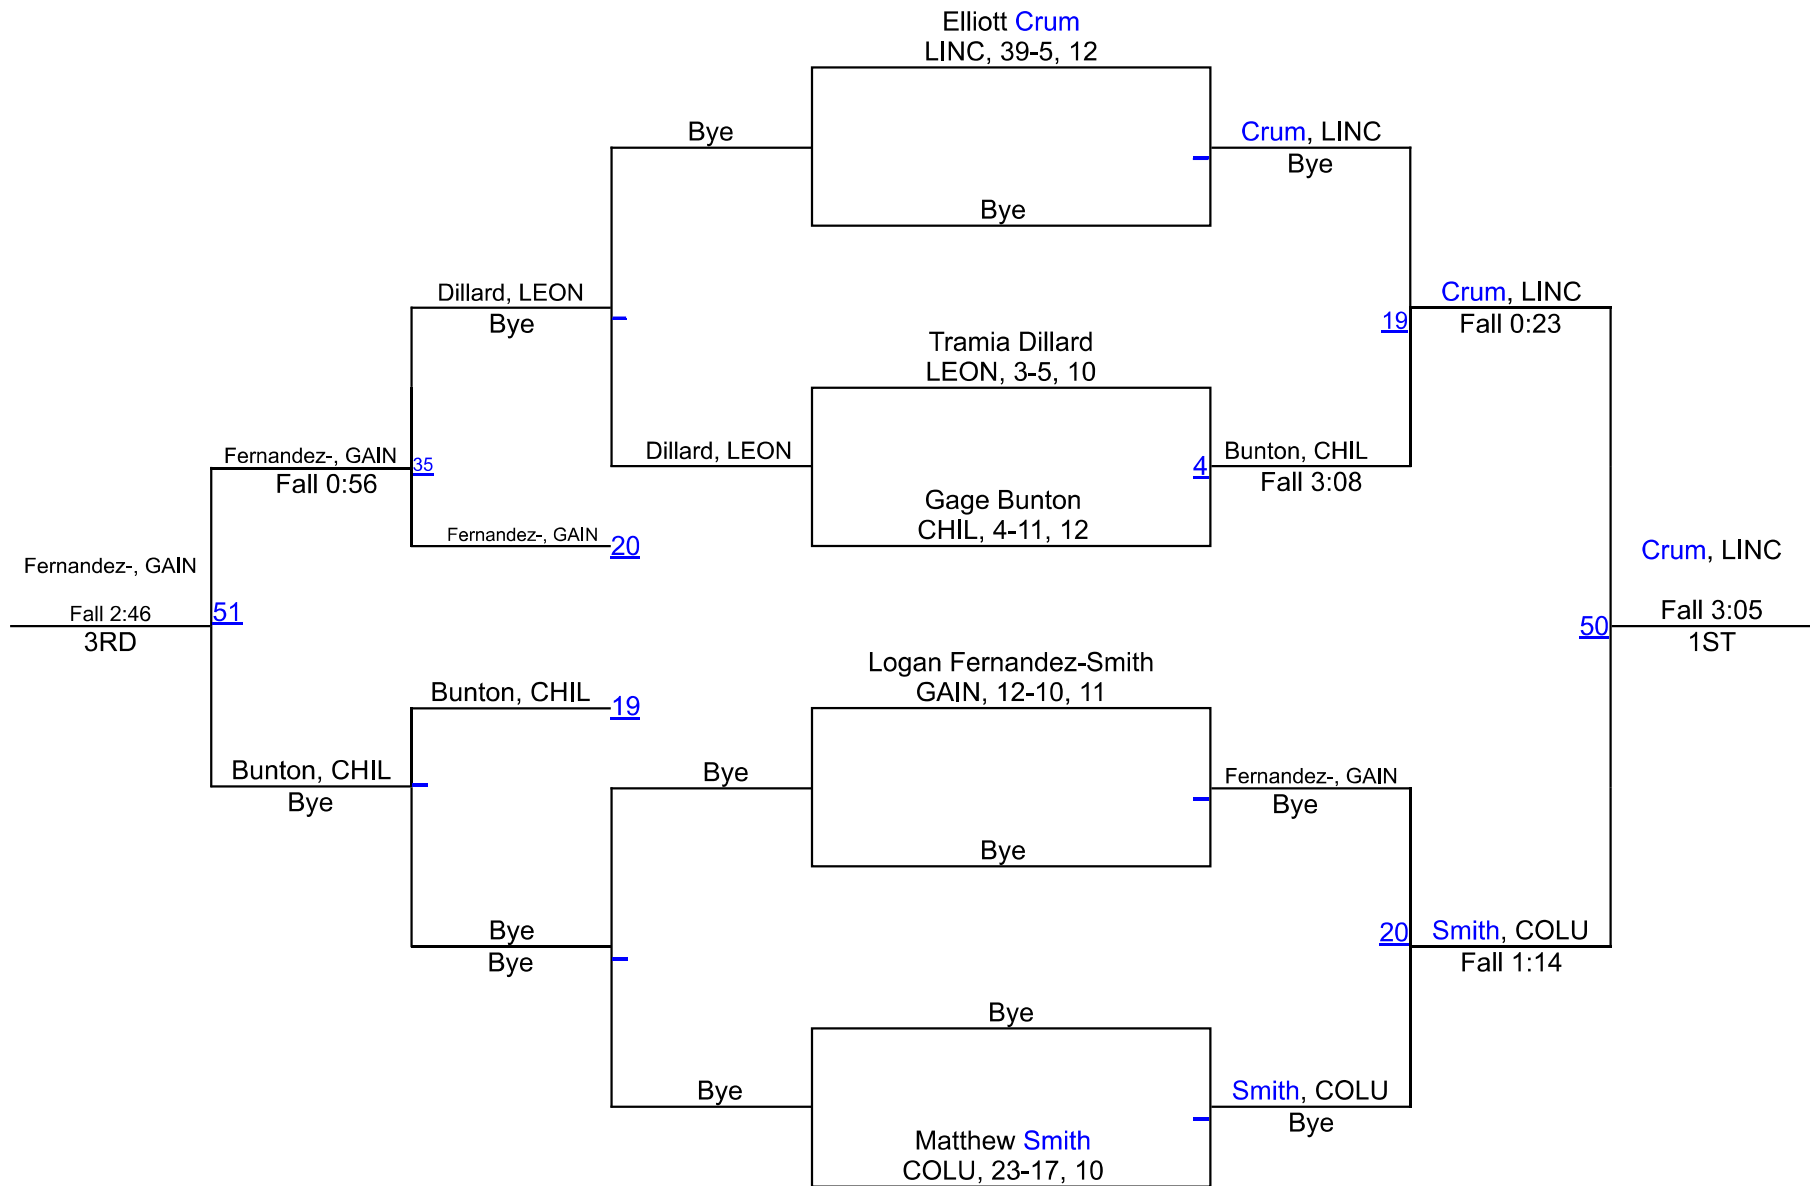 Elliott Crum
LINC, 39-5, 12
Bye
Crum, LINC
Bye
Bye
Dillard, LEON
Bye
Crum, LINC
19
Fall 0:23
Tramia Dillard
LEON, 3-5, 10
Dillard, LEON
Bunton, CHIL
4
Fall 3:08
Fernandez-, GAIN
35
Fall 0:56
Gage Bunton
CHIL, 4-11, 12
Fernandez-, GAIN
20
Fernandez-, GAIN
Crum, LINC
Fall 2:46
51
3RD
Fall 3:05
50
1ST
Logan Fernandez-Smith
GAIN, 12-10, 11
Bunton, CHIL
19
Bunton, CHIL
Bye
Bye
Fernandez-, GAIN
Bye
Bye
Bye
Bye
20
Smith, COLU
Fall 1:14
Bye
Bye
Smith, COLU
Bye
Matthew Smith
COLU, 23-17, 10